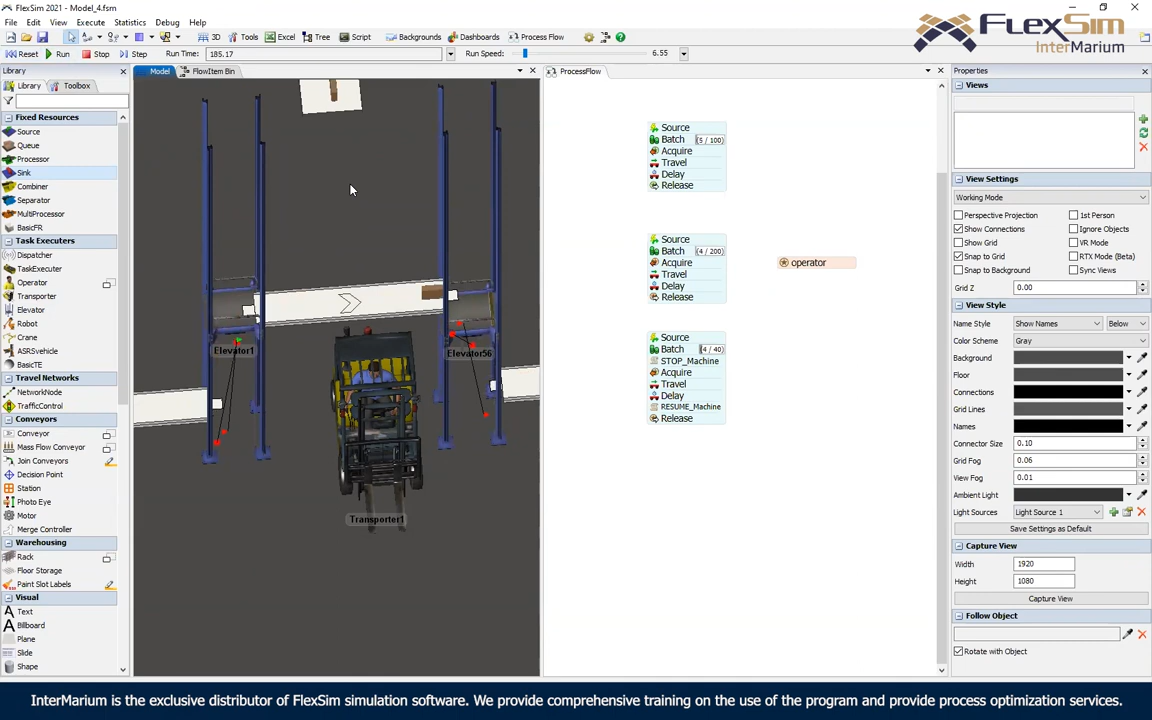 FlexSim 2021 - Model_4.fsm
File Edit View Execute Statistics Debug Help
3D Tools Excel Tree Script Backgrounds Dashboards Process Flow
Reset Run Stop Step Run Time: 185.17 Run Speed: 6.55
FLEXSIM
InterMarium
Library
Library Toolbox
Fixed Resources
Source
Queue
Processor
Sink
Combiner
Separator
MultiProcessor
BasicFR
Task Executers
Dispatcher
TaskExecuter
Operator
Transporter
Elevator
Robot
Crane
ASRSvehicle
BasicTE
Travel Networks
NetworkNode
TrafficControl
Conveyors
Conveyor
Mass Flow Conveyor
Join Conveyors
Decision Point
Station
Photo Eye
Motor
Merge Controller
Warehousing
Rack
Floor Storage
Paint Slot Labels
Visual
Text
Billboard
Plane
Slide
Shape
Model FlowItem Bin
Elevator1
Elevator56
Transporter1
ProcessFlow
Source
Batch (5 / 100)
Acquire
Travel
Delay
Release
Source
Batch (4 / 200)
Acquire
Travel
Delay
Release
operator
Source
Batch (4 / 40)
STOP_Machine
Acquire
Travel
Delay
RESUME_Machine
Release
Properties
Views
View Settings
Working Mode
Perspective Projection 1st Person
Show Connections Ignore Objects
Show Grid VR Mode
Snap to Grid RTX Mode (Beta)
Snap to Background Sync Views
Grid Z 0.00
View Style
Name Style Show Names Below
Color Scheme Gray
Background
Floor
Connections
Grid Lines
Names
Connector Size 0.10
Grid Fog 0.06
View Fog 0.01
Ambient Light
Light Sources Light Source 1
Save Settings as Default
Capture View
Width 1920
Height 1080
Capture View
Follow Object
Rotate with Object
InterMarium is the exclusive distributor of FlexSim simulation software. We provide comprehensive training on the use of the program and provide process optimization services.